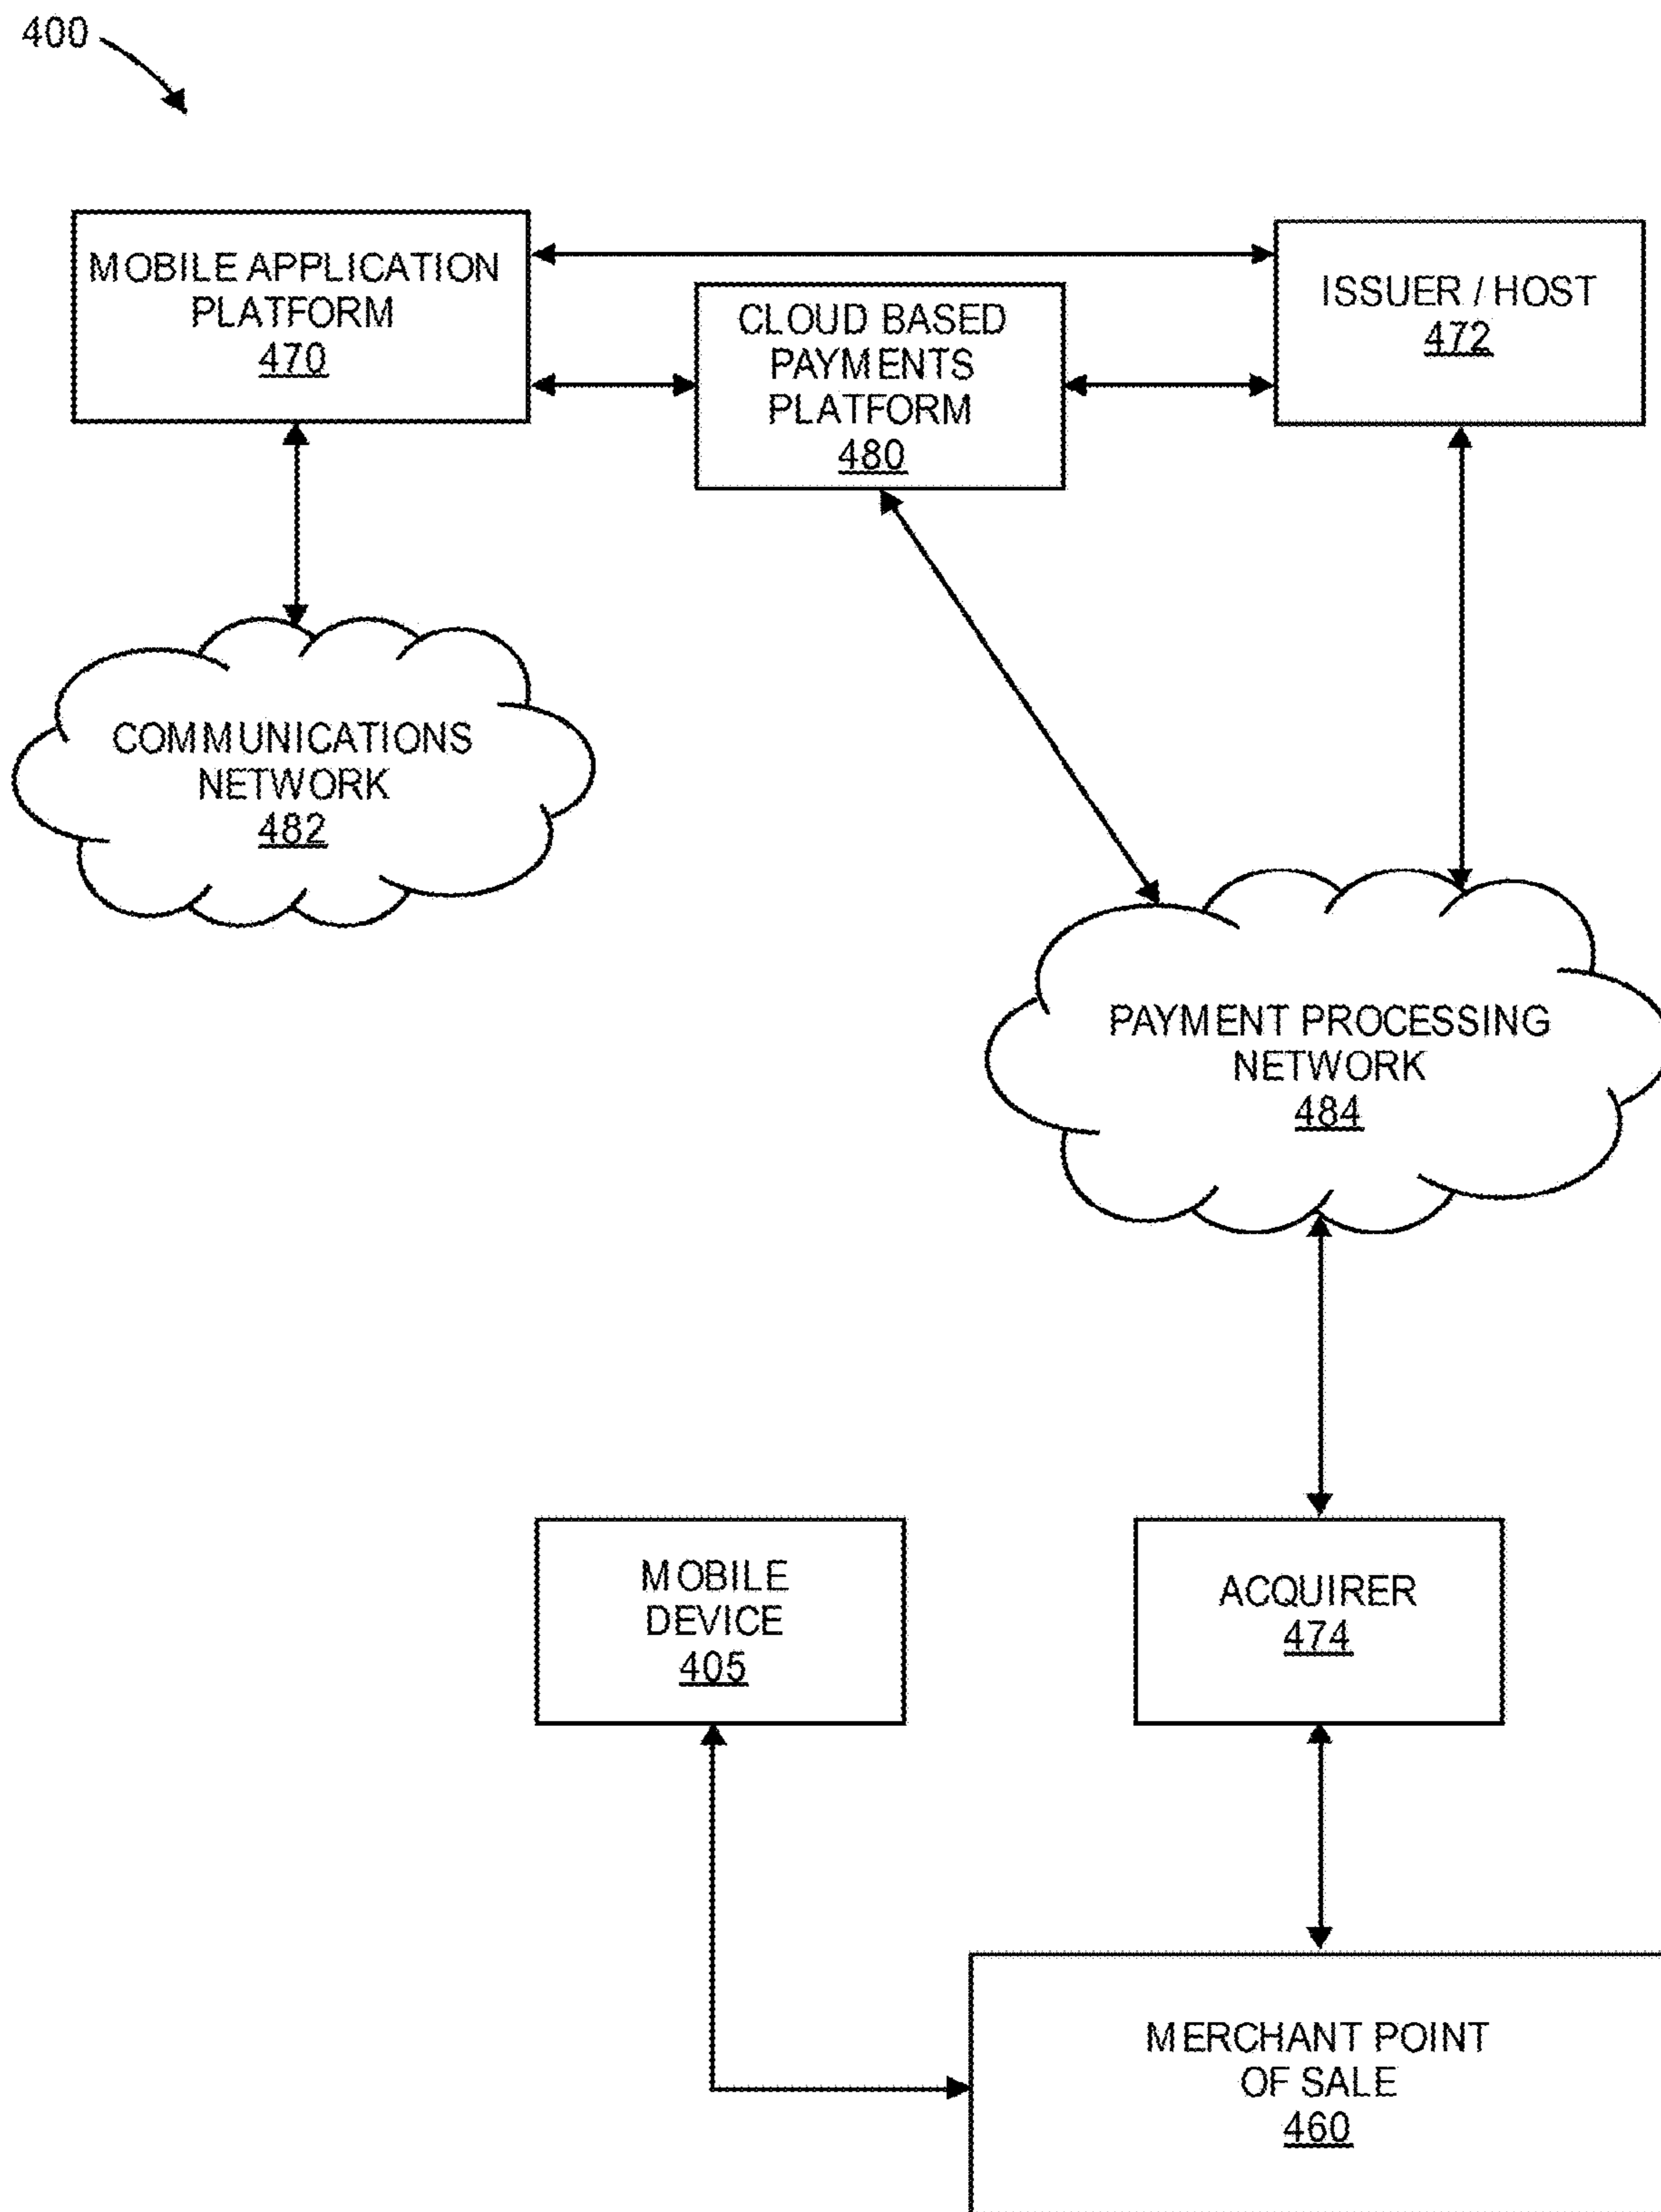 400
MOBILE APPLICATION
PLATFORM
470
CLOUD BASED
PAYMENTS
PLATFORM
480
ISSUER / HOST
472
COMMUNICATIONS
NETWORK
482
PAYMENT PROCESSING
NETWORK
484
MOBILE
DEVICE
405
ACQUIRER
474
MERCHANT POINT
OF SALE
460